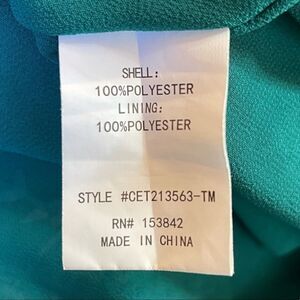 SHELL:
100%POLYESTER
LINING:
100%POLYESTER
STYLE #CET213563-TM
RN# 153842
MADE IN CHINA